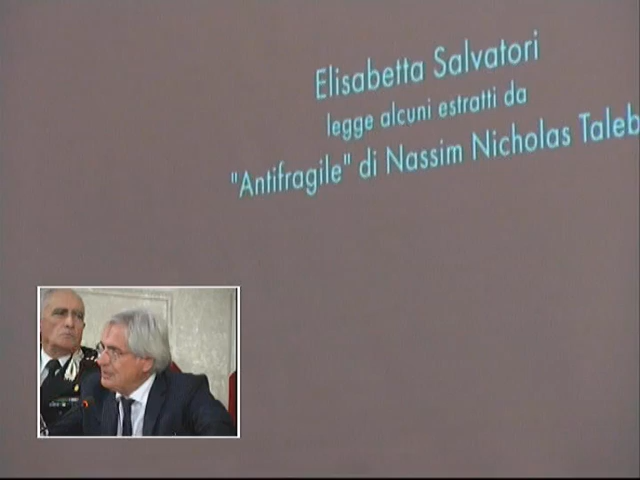 Elisabetta Salvatori
legge alcuni estratti da
"Antifragile" di Nassim Nicholas Taleb